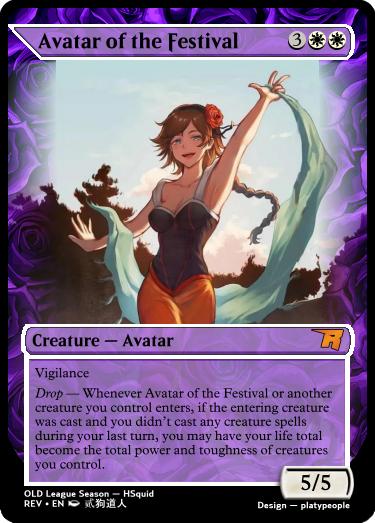 Avatar of the Festival 3
Creature — Avatar
Vigilance
Drop — Whenever Avatar of the Festival or another
creature you control enters, if the entering creature
was cast and you didn't cast any creature spells
during your last turn, you may have your life total
become the total power and toughness of creatures
you control.
5/5
OLD League Season — HSquid
REV • EN 貳狗道人
Design — platypeople